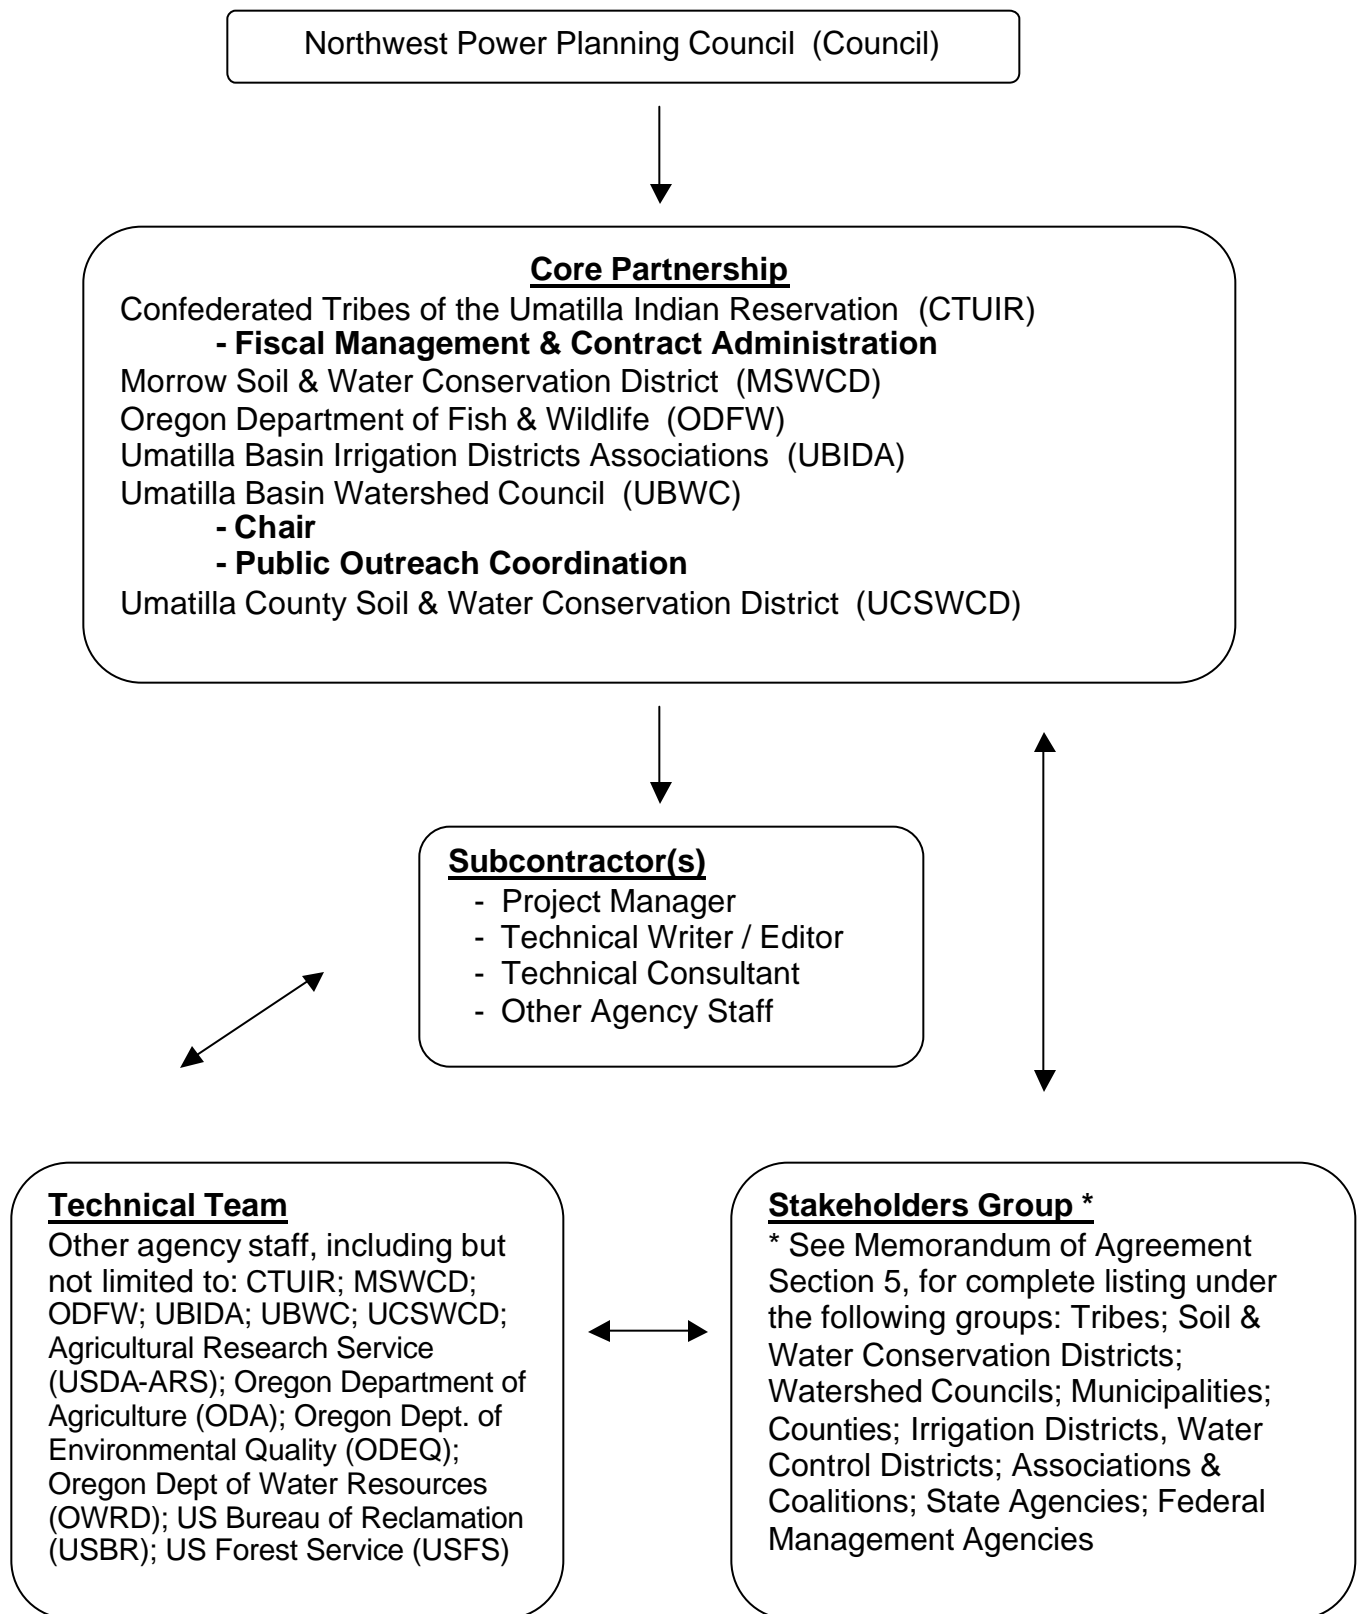 Northwest Power Planning Council (Council)
Core Partnership
Confederated Tribes of the Umatilla Indian Reservation (CTUIR)
- Fiscal Management & Contract Administration
Morrow Soil & Water Conservation District (MSWCD)
Oregon Department of Fish & Wildlife (ODFW)
Umatilla Basin Irrigation Districts Associations (UBIDA)
Umatilla Basin Watershed Council (UBWC)
- Chair
- Public Outreach Coordination
Umatilla County Soil & Water Conservation District (UCSWCD)
Subcontractor(s)
- Project Manager
- Technical Writer / Editor
- Technical Consultant
- Other Agency Staff
Technical Team
Other agency staff, including but
not limited to: CTUIR; MSWCD;
ODFW; UBIDA; UBWC; UCSWCD;
Agricultural Research Service
(USDA-ARS); Oregon Department of
Agriculture (ODA); Oregon Dept. of
Environmental Quality (ODEQ);
Oregon Dept of Water Resources
(OWRD); US Bureau of Reclamation
(USBR); US Forest Service (USFS)
Stakeholders Group *
* See Memorandum of Agreement
Section 5, for complete listing under
the following groups: Tribes; Soil &
Water Conservation Districts;
Watershed Councils; Municipalities;
Counties; Irrigation Districts, Water
Control Districts; Associations &
Coalitions; State Agencies; Federal
Management Agencies